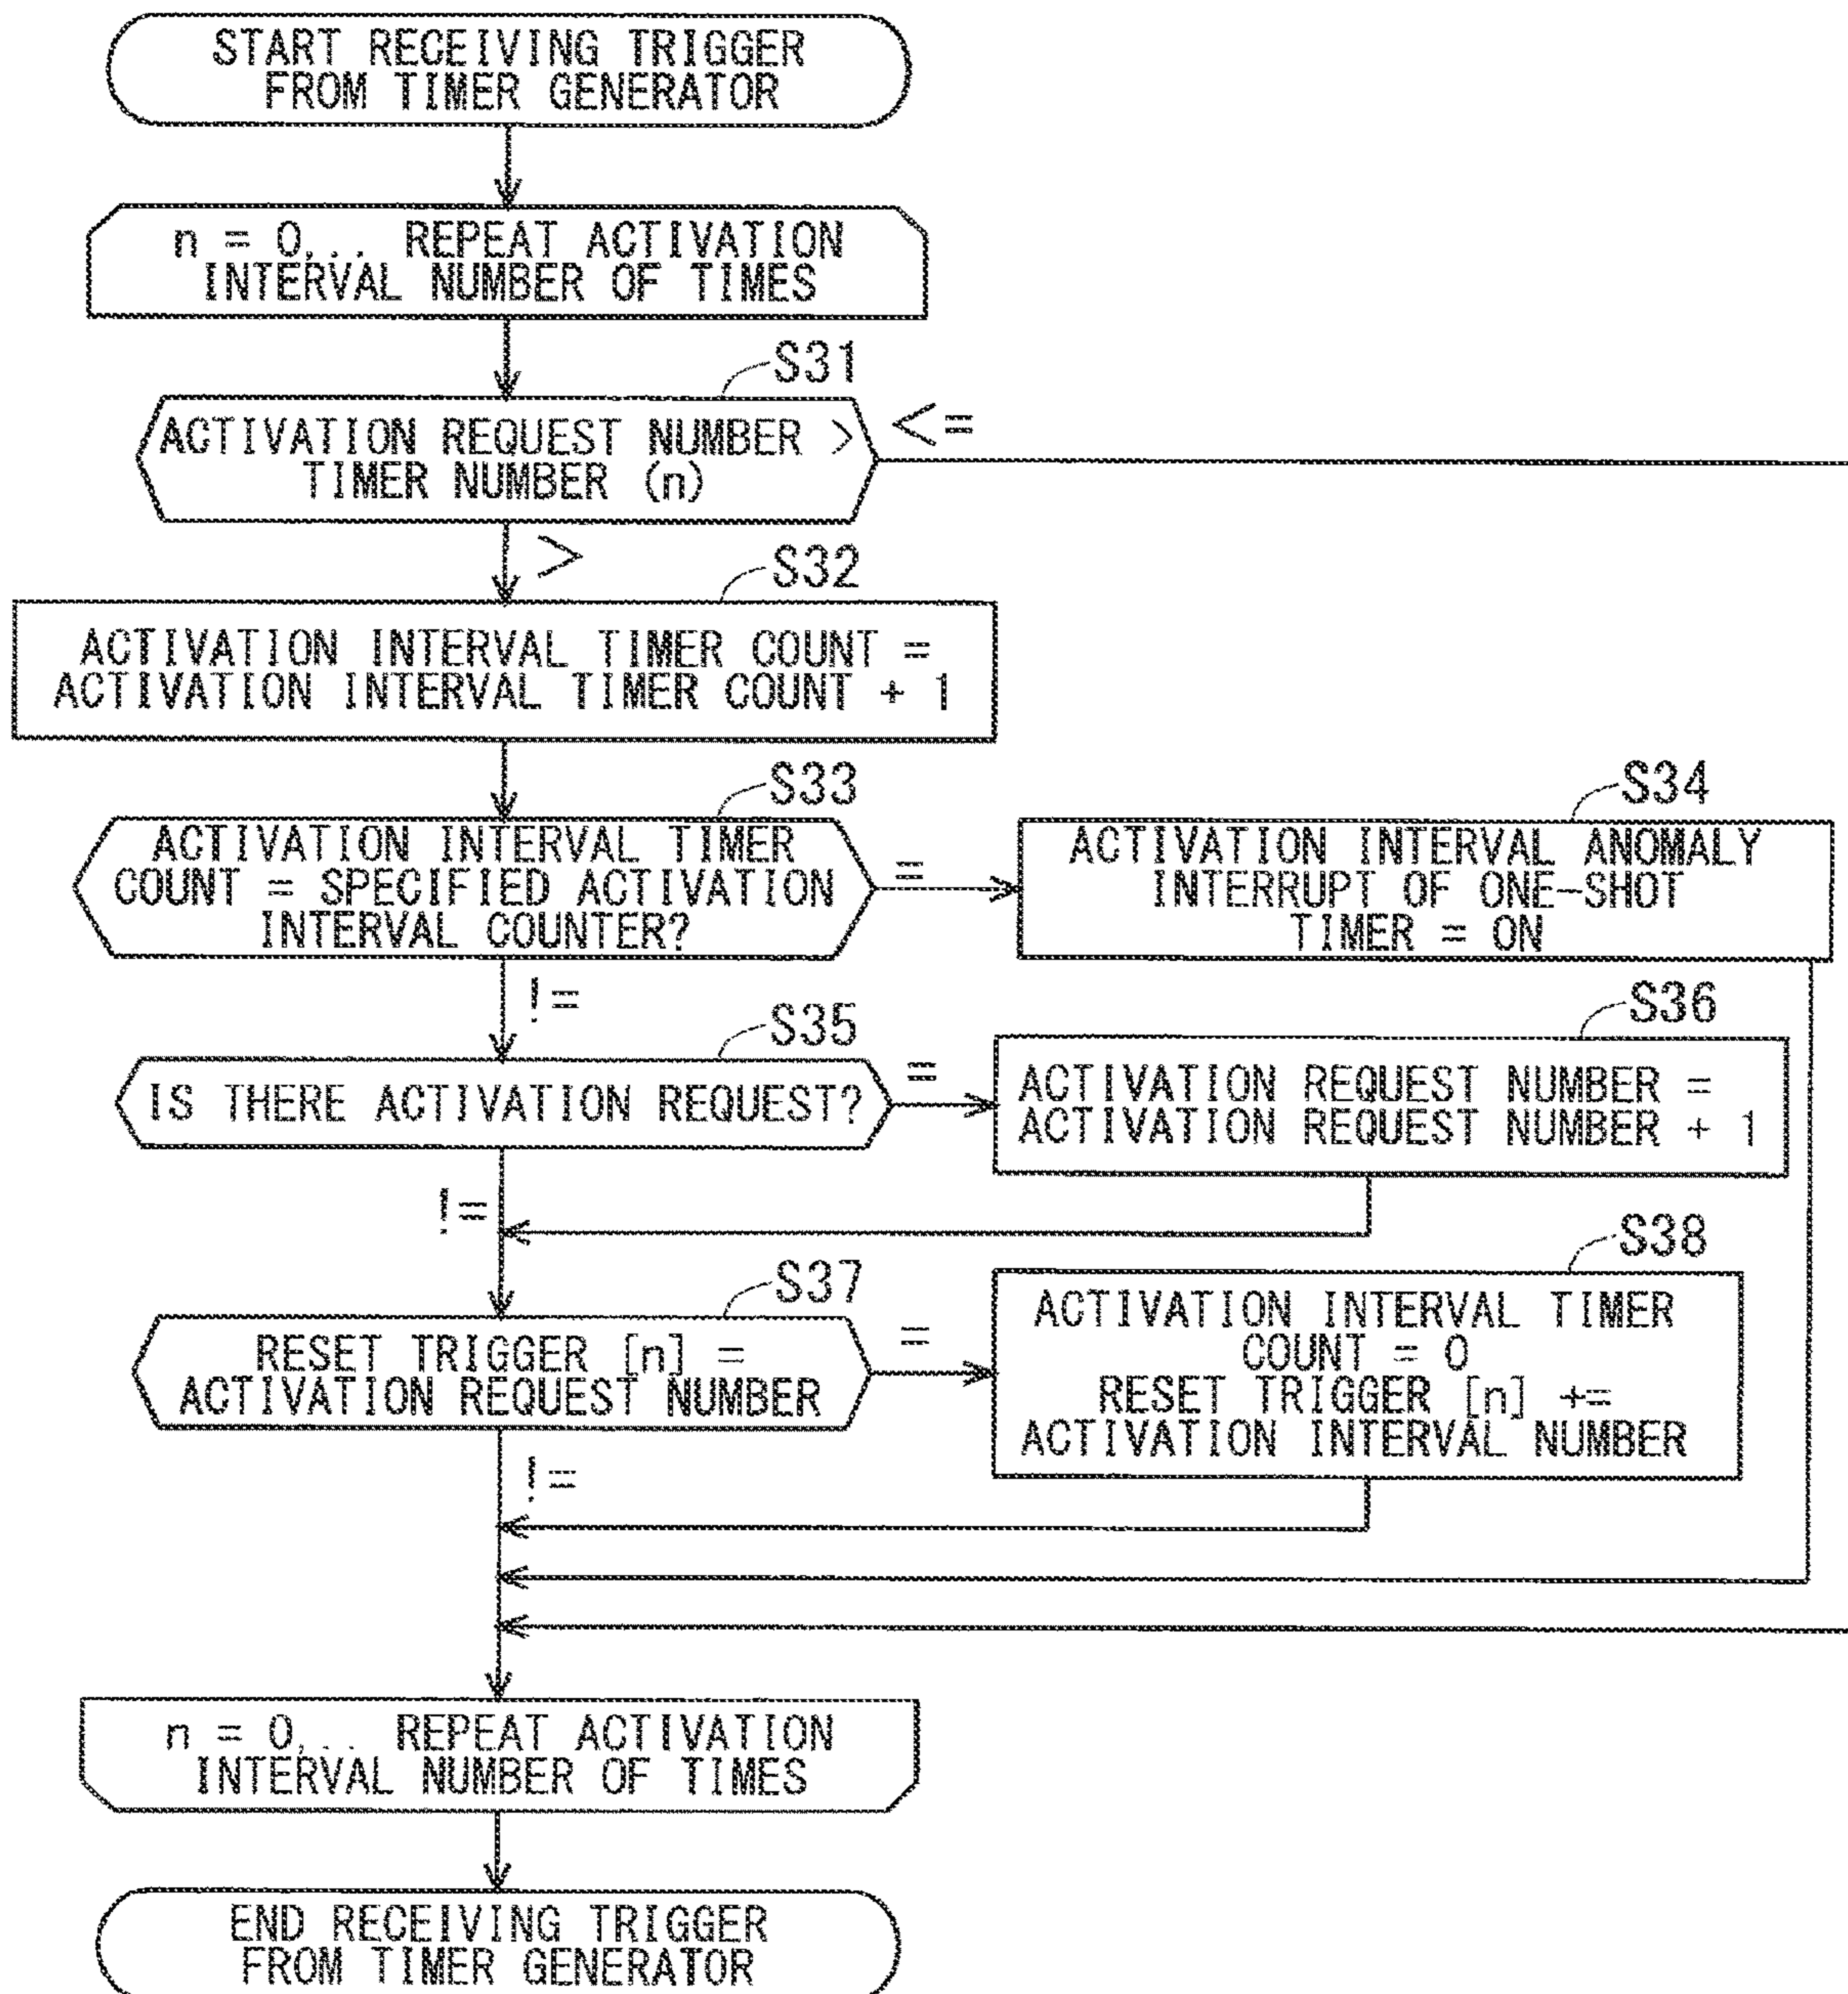 START RECEIVING TRIGGER
FROM TIMER GENERATOR
n = 0,.. REPEAT ACTIVATION
INTERVAL NUMBER OF TIMES
S31
ACTIVATION REQUEST NUMBER >
TIMER NUMBER (n)
<=
>
S32
ACTIVATION INTERVAL TIMER COUNT =
ACTIVATION INTERVAL TIMER COUNT + 1
S33
ACTIVATION INTERVAL TIMER
COUNT = SPECIFIED ACTIVATION
INTERVAL COUNTER?
=
!=
S34
ACTIVATION INTERVAL ANOMALY
INTERRUPT OF ONE-SHOT
TIMER = ON
S35
IS THERE ACTIVATION REQUEST?
=
!=
S36
ACTIVATION REQUEST NUMBER =
ACTIVATION REQUEST NUMBER + 1
S37
RESET TRIGGER [n] =
ACTIVATION REQUEST NUMBER
=
!=
S38
ACTIVATION INTERVAL TIMER
COUNT = 0
RESET TRIGGER [n] +=
ACTIVATION INTERVAL NUMBER
n = 0,.. REPEAT ACTIVATION
INTERVAL NUMBER OF TIMES
END RECEIVING TRIGGER
FROM TIMER GENERATOR